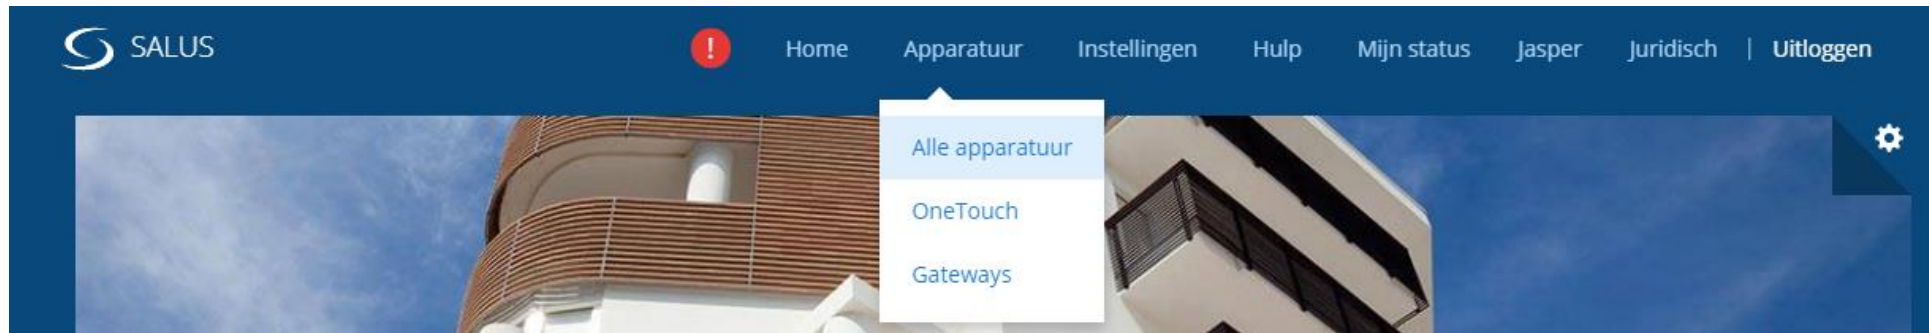 SALUS ! Home Apparatuur Instellingen Hulp Mijn status Jasper Juridisch | Uitloggen
Alle apparatuur
OneTouch
Gateways